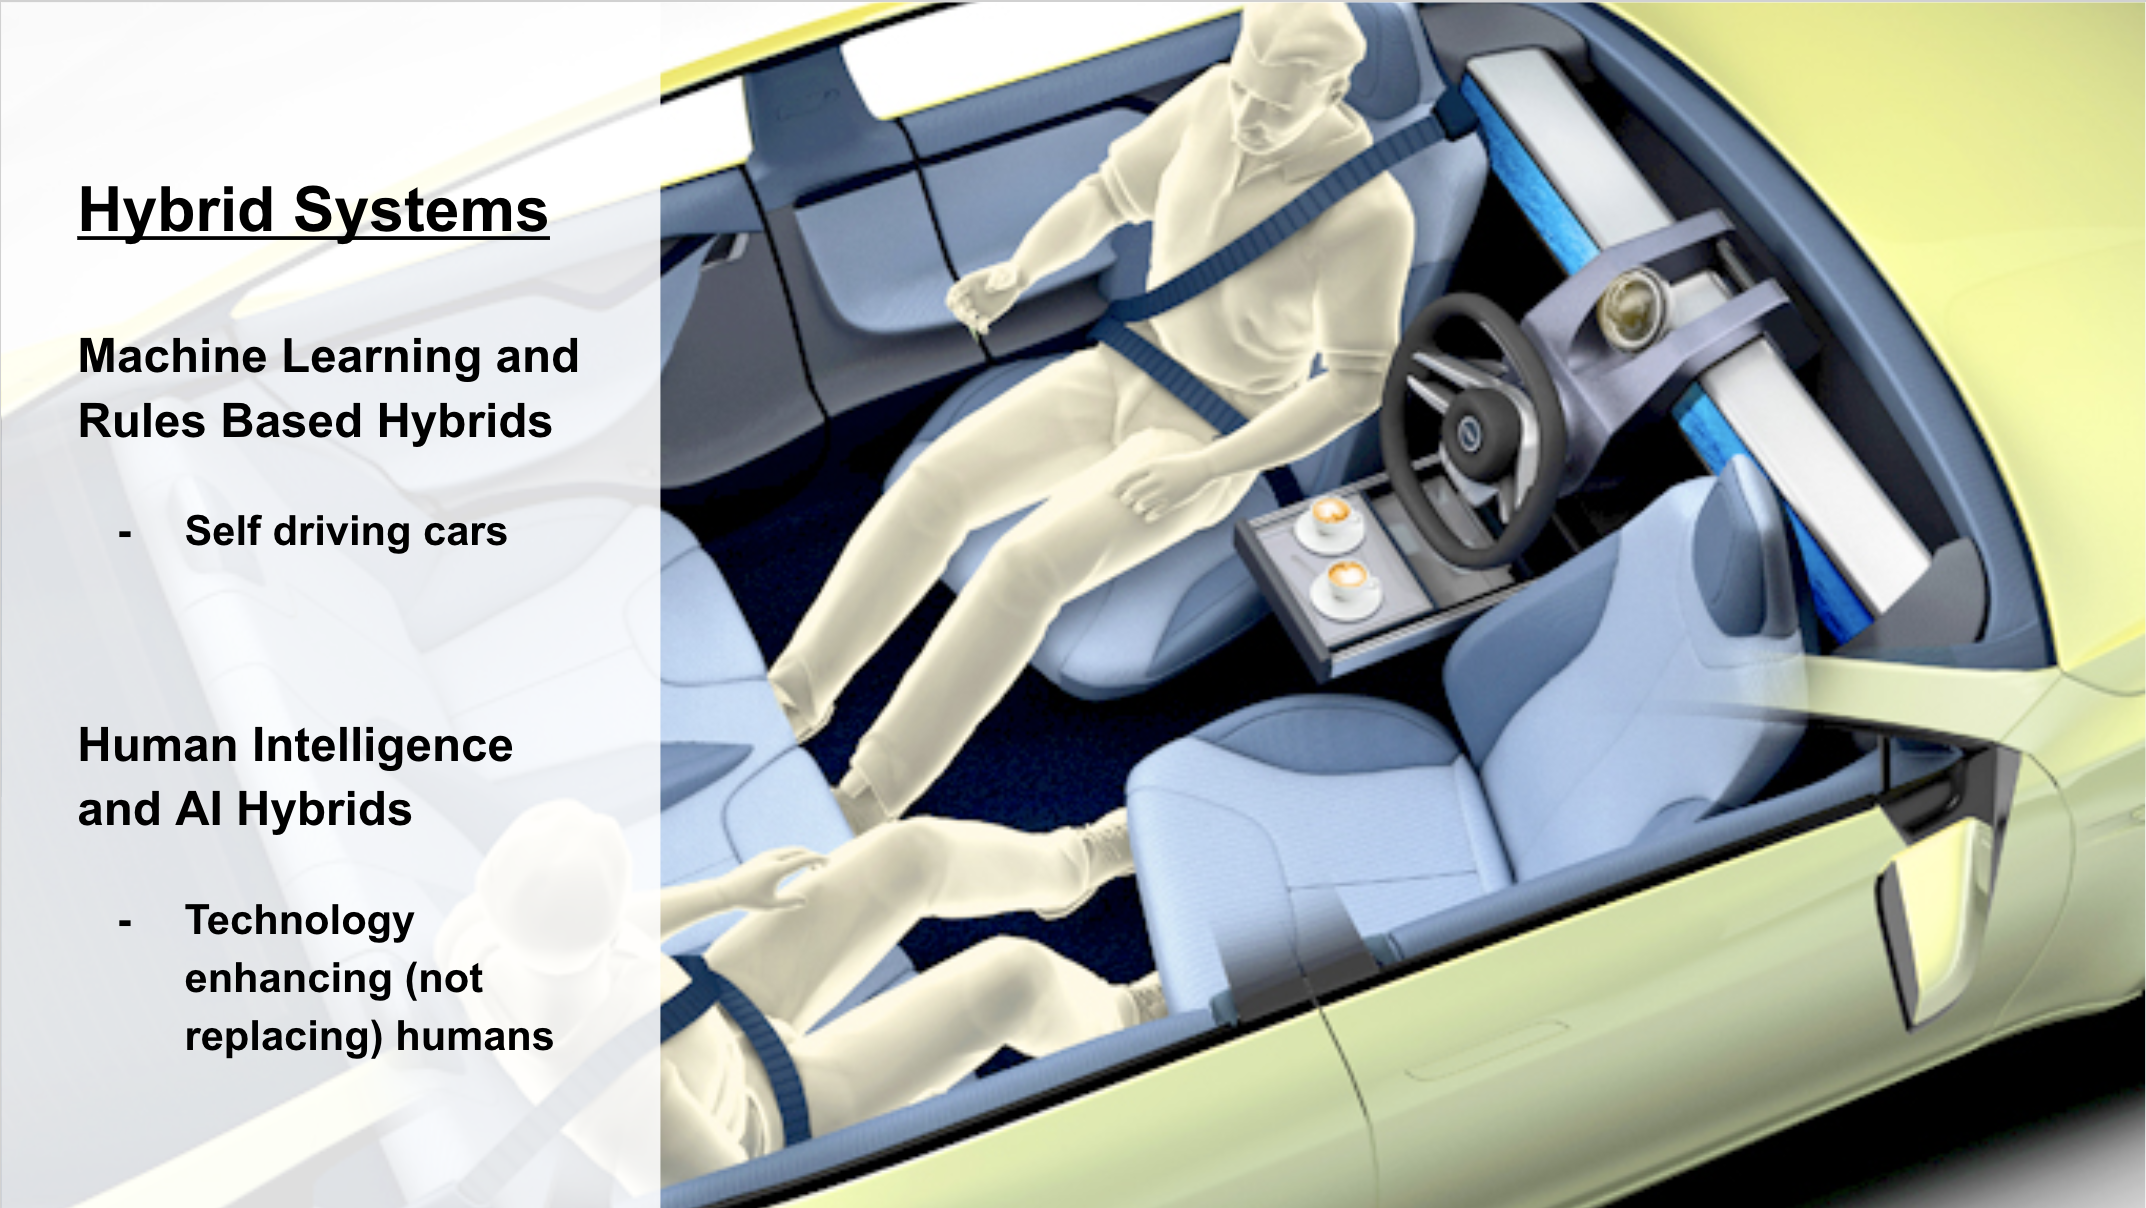 Hybrid Systems
Machine Learning and
Rules Based Hybrids
- Self driving cars
Human Intelligence
and AI Hybrids
- Technology
enhancing (not
replacing) humans